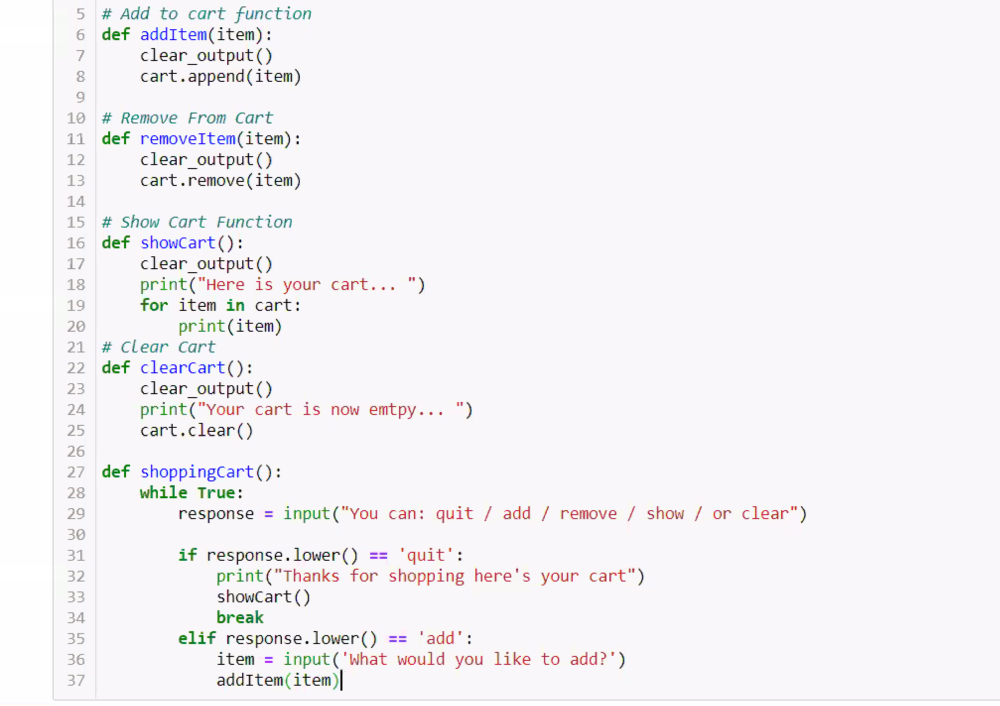 5 # Add to cart function
6 def addItem(item):
7     clear_output()
8     cart.append(item)
9
10 # Remove From Cart
11 def removeItem(item):
12     clear_output()
13     cart.remove(item)
14
15 # Show Cart Function
16 def showCart():
17     clear_output()
18     print("Here is your cart... ")
19     for item in cart:
20         print(item)
21 # Clear Cart
22 def clearCart():
23     clear_output()
24     print("Your cart is now emtpy... ")
25     cart.clear()
26
27 def shoppingCart():
28     while True:
29         response = input("You can: quit / add / remove / show / or clear")
30
31         if response.lower() == 'quit':
32             print("Thanks for shopping here's your cart")
33             showCart()
34             break
35         elif response.lower() == 'add':
36             item = input('What would you like to add?')
37             addItem(item)